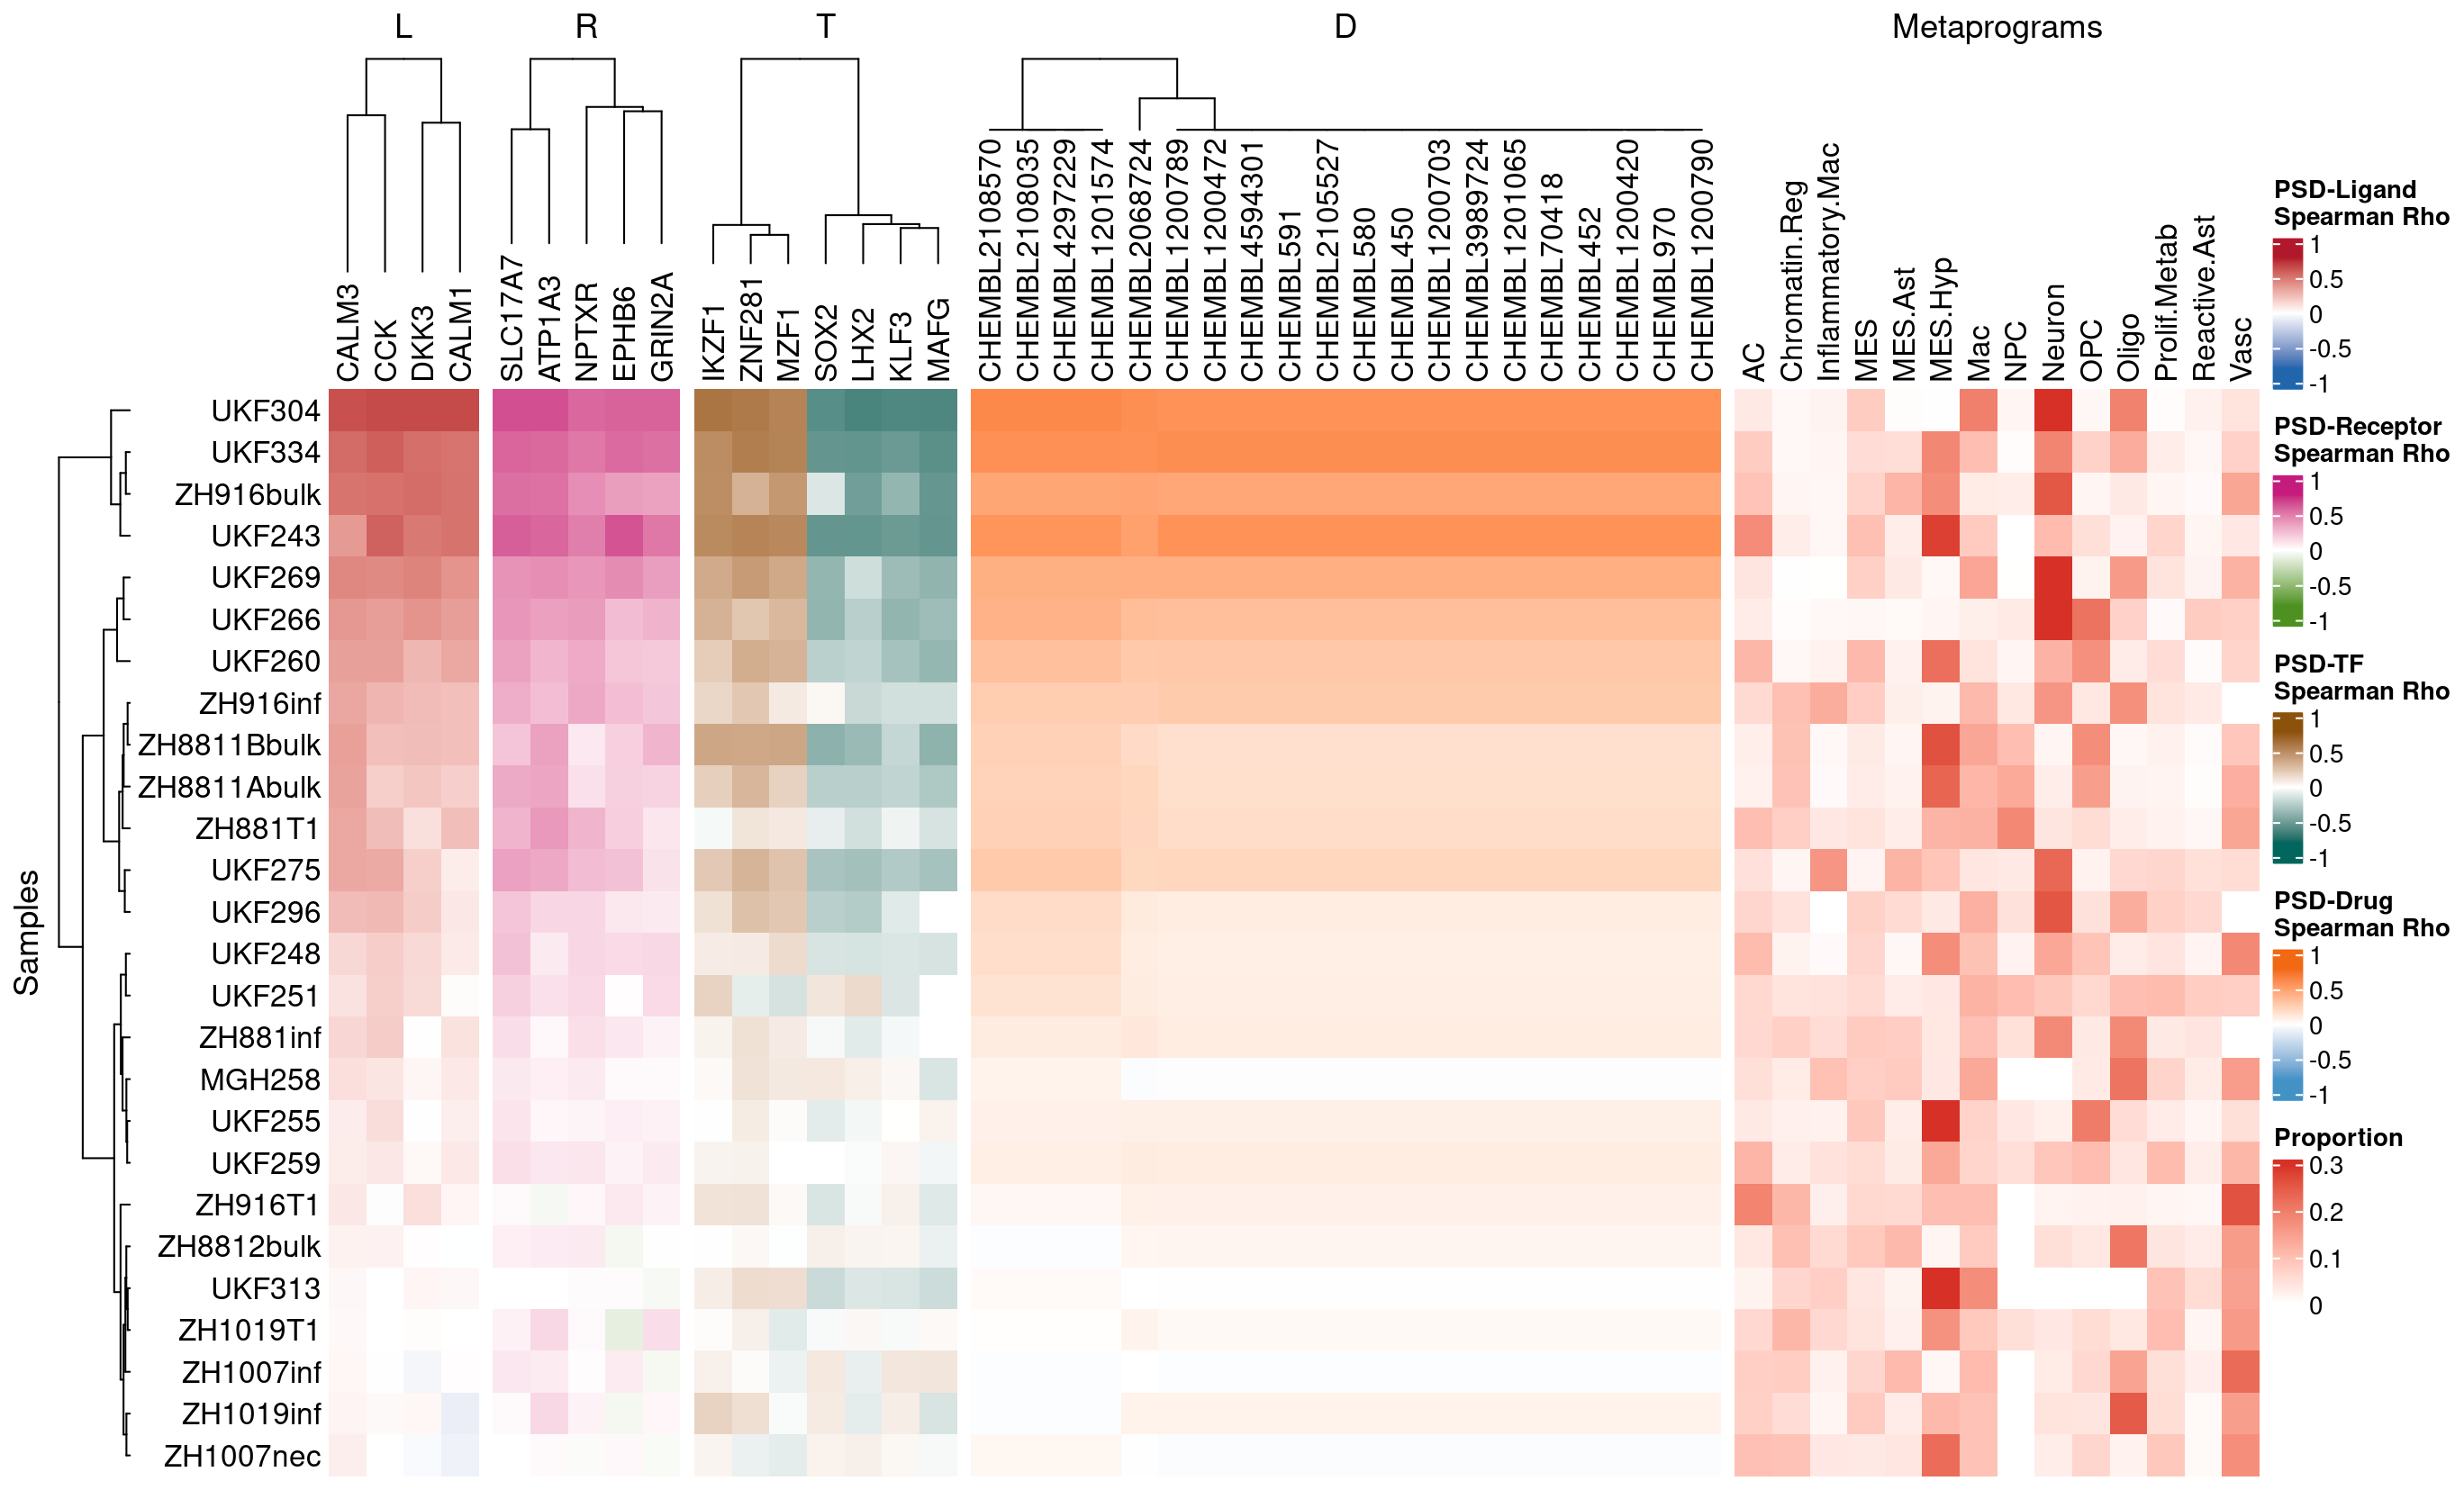 L
R
T
D
Metaprograms
CALM3
CCK
DKK3
CALM1
SLC17A7
ATP1A3
NPTXR
EPHB6
GRIN2A
IKZF1
ZNF281
MZF1
SOX2
LHX2
KLF3
MAFG
CHEMBL2108570
CHEMBL2108035
CHEMBL4297229
CHEMBL1201574
CHEMBL2068724
CHEMBL1200789
CHEMBL1200472
CHEMBL4594301
CHEMBL591
CHEMBL2105527
CHEMBL580
CHEMBL450
CHEMBL1200703
CHEMBL3989724
CHEMBL1201065
CHEMBL70418
CHEMBL452
CHEMBL1200420
CHEMBL970
CHEMBL1200790
AC
Chromatin.Reg
Inflammatory.Mac
MES
MES.Ast
MES.Hyp
Mac
NPC
Neuron
OPC
Oligo
Prolif.Metab
Reactive.Ast
Vasc
Samples
UKF304
UKF334
ZH916bulk
UKF243
UKF269
UKF266
UKF260
ZH916inf
ZH8811Bbulk
ZH8811Abulk
ZH881T1
UKF275
UKF296
UKF248
UKF251
ZH881inf
MGH258
UKF255
UKF259
ZH916T1
ZH8812bulk
UKF313
ZH1019T1
ZH1007inf
ZH1019inf
ZH1007nec
PSD-Ligand
Spearman Rho
1
0.5
0
-0.5
-1
PSD-Receptor
Spearman Rho
1
0.5
0
-0.5
-1
PSD-TF
Spearman Rho
1
0.5
0
-0.5
-1
PSD-Drug
Spearman Rho
1
0.5
0
-0.5
-1
Proportion
0.3
0.2
0.1
0